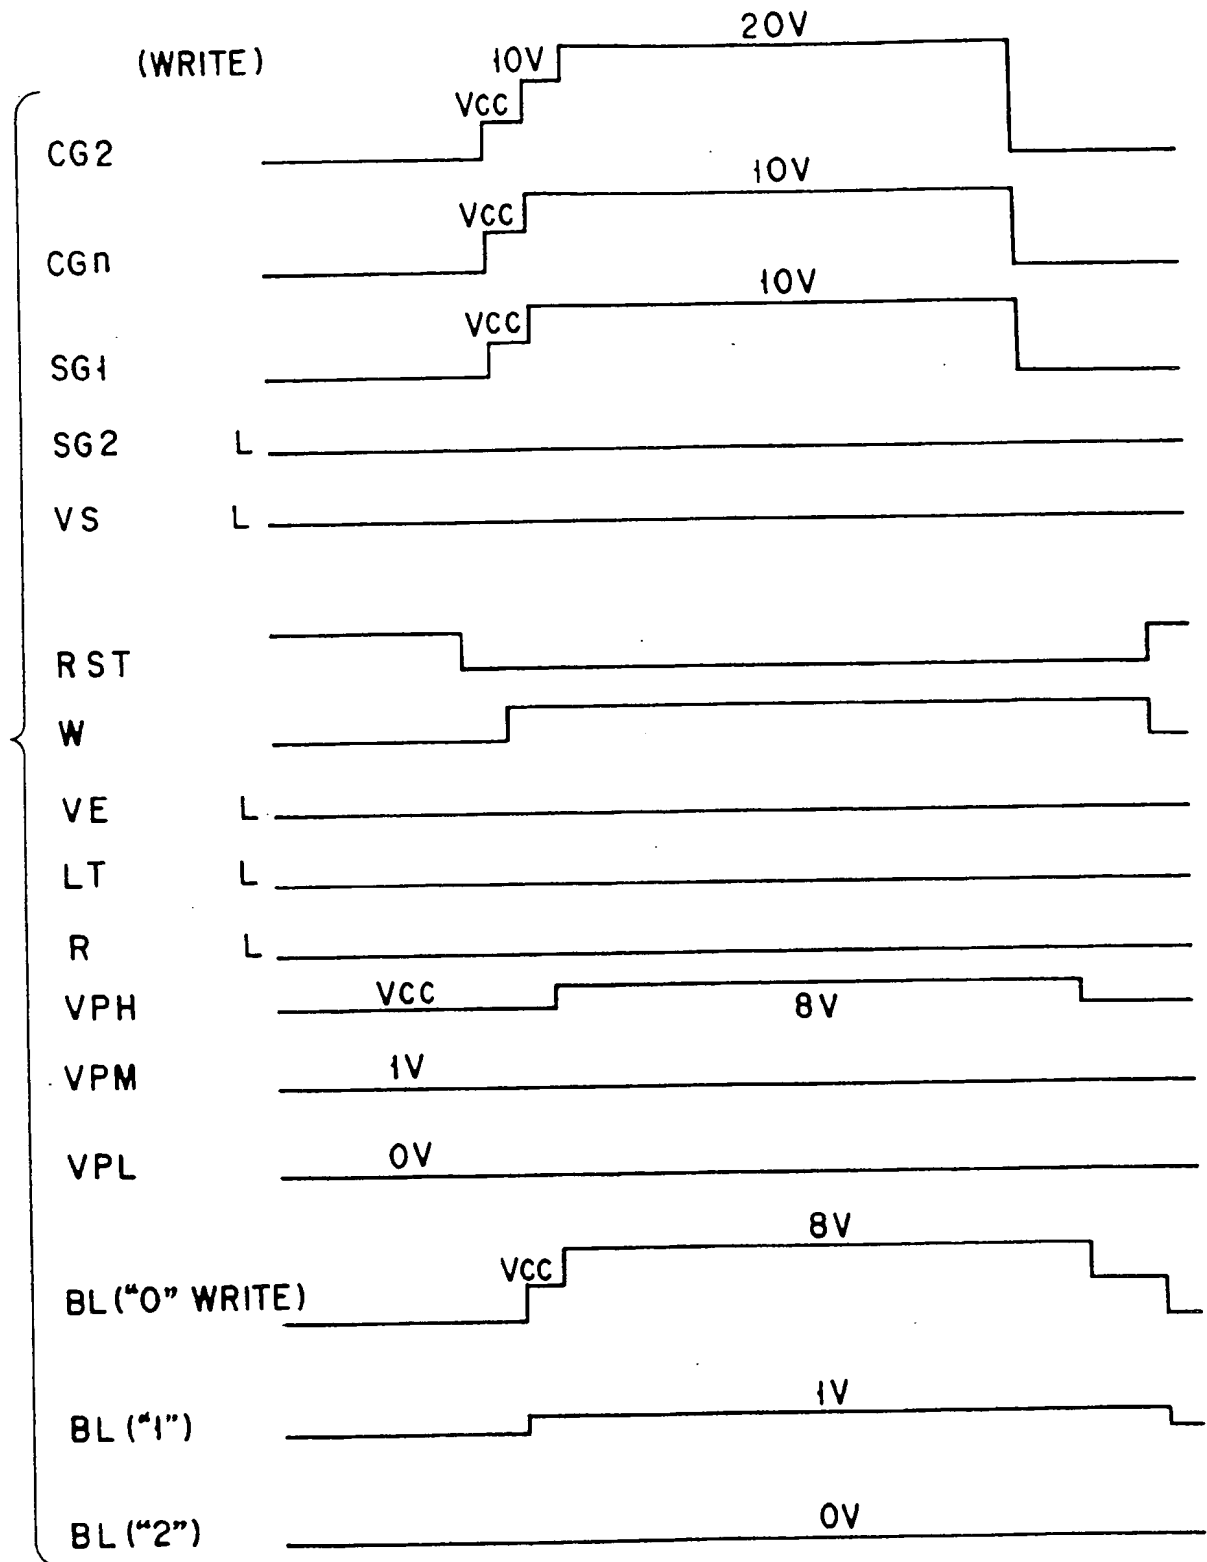 (WRITE)
20V
10V
VCC
CG2
10V
VCC
CGn
10V
VCC
SG1
SG2 L
VS L
RST
W
VE L
LT L
R L
VPH VCC 8V
VPM 1V
VPL 0V
8V
VCC
BL("0" WRITE)
1V
BL("1")
0V
BL("2")